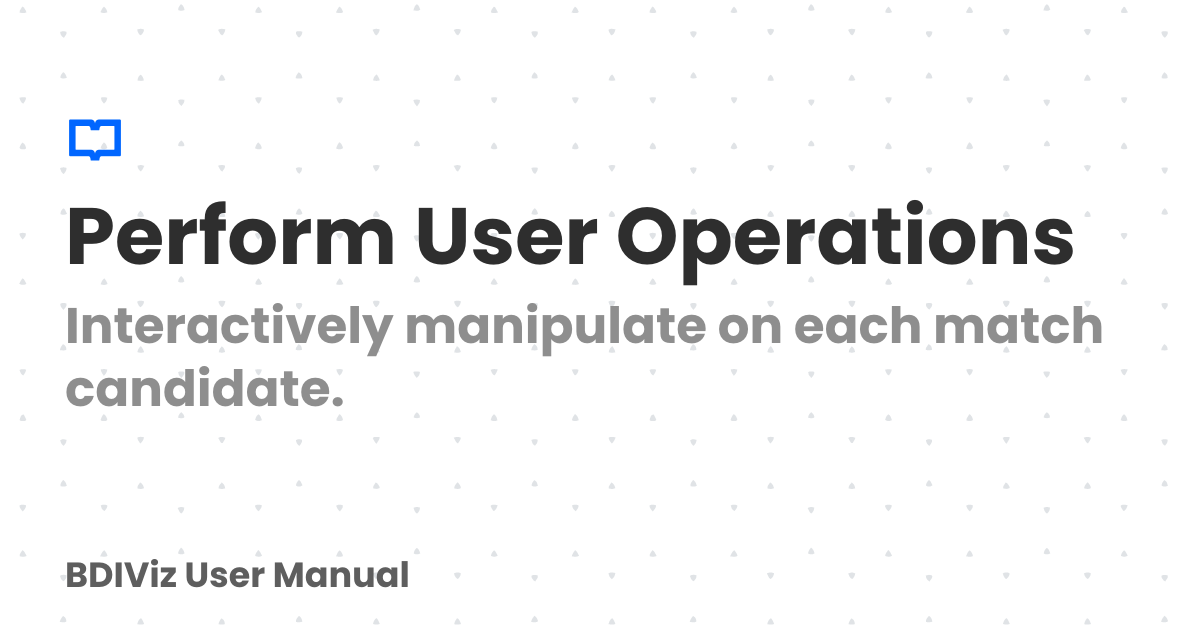 Perform User Operations
Interactively manipulate on each match
candidate.
BDIViz User Manual